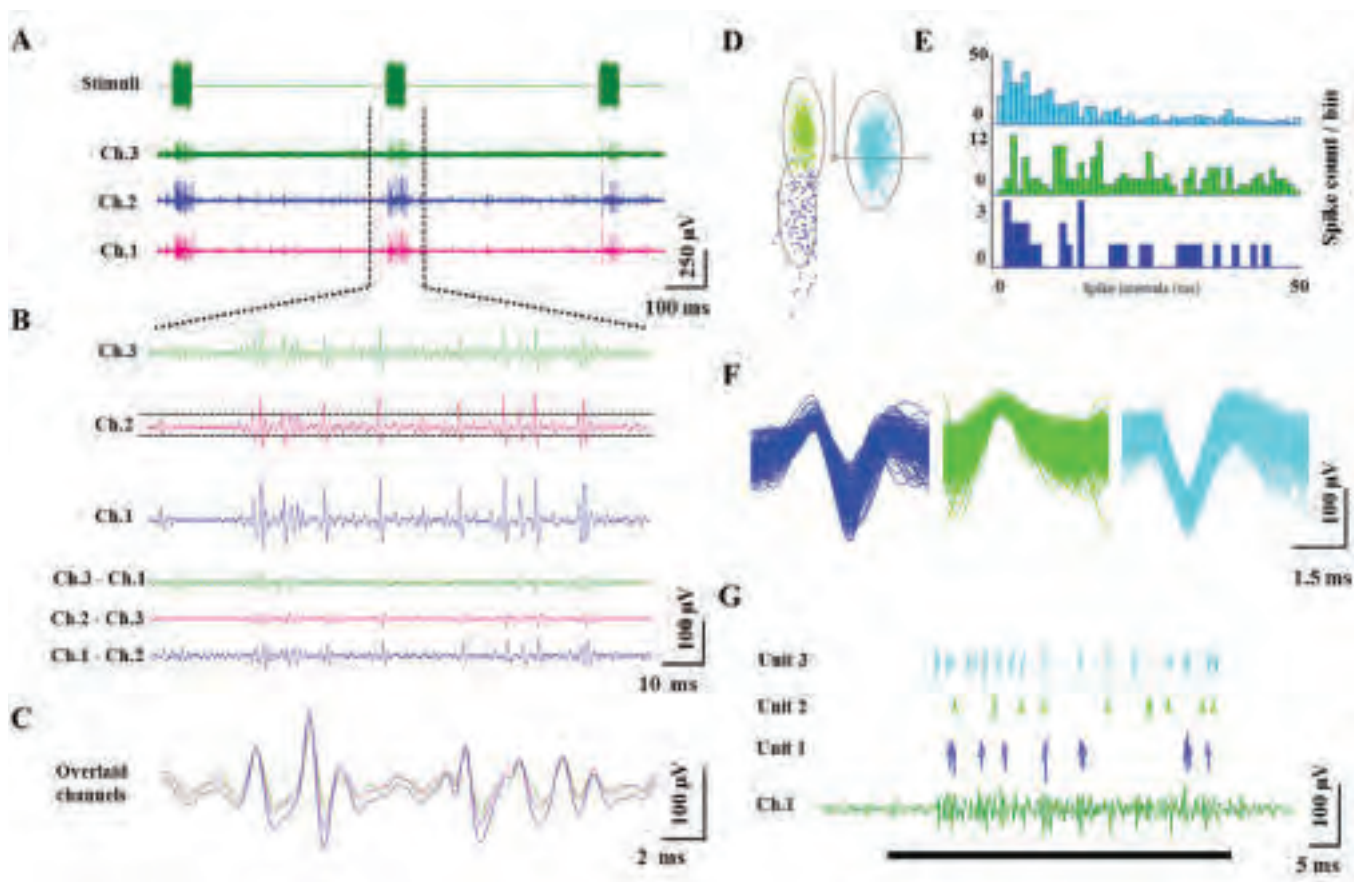 A
Stimuli
Ch.3
Ch.2
Ch.1
250 µV
100 ms
B
Ch.3
Ch.2
Ch.1
Ch.3 - Ch.1
Ch.2 - Ch.3
Ch.1 - Ch.2
100 µV
10 ms
C
Overlaid
channels
100 µV
2 ms
D
E
50
0
12
0
3
0
0
Spike intervals (ms)
50
Spike count / bin
F
100 µV
1.5 ms
G
Unit 3
Unit 2
Unit 1
Ch.1
100 µV
5 ms